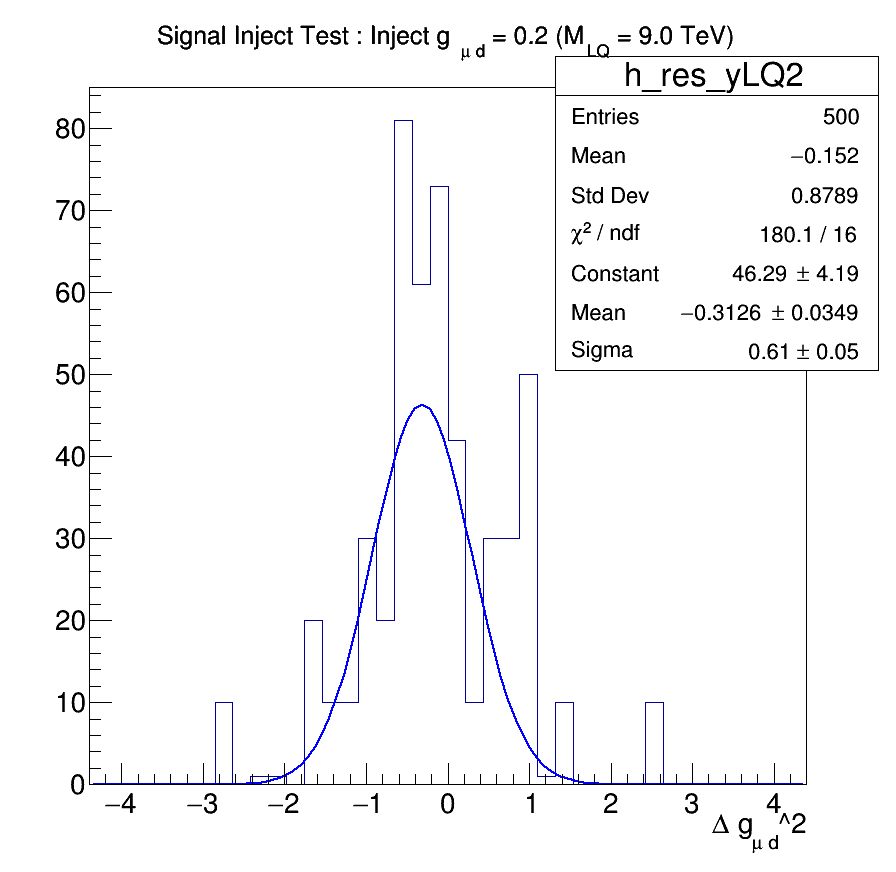 Signal Inject Test : Inject g μ d = 0.2 (M LQ = 9.0 TeV)
h_res_yLQ2
Entries 500
Mean −0.152
Std Dev 0.8789
χ² / ndf 180.1 / 16
Constant 46.29 ± 4.19
Mean −0.3126 ± 0.0349
Sigma 0.61 ± 0.05
80
70
60
50
40
30
20
10
0
−4 −3 −2 −1 0 1 2 3 4
Δ g μ d ^2